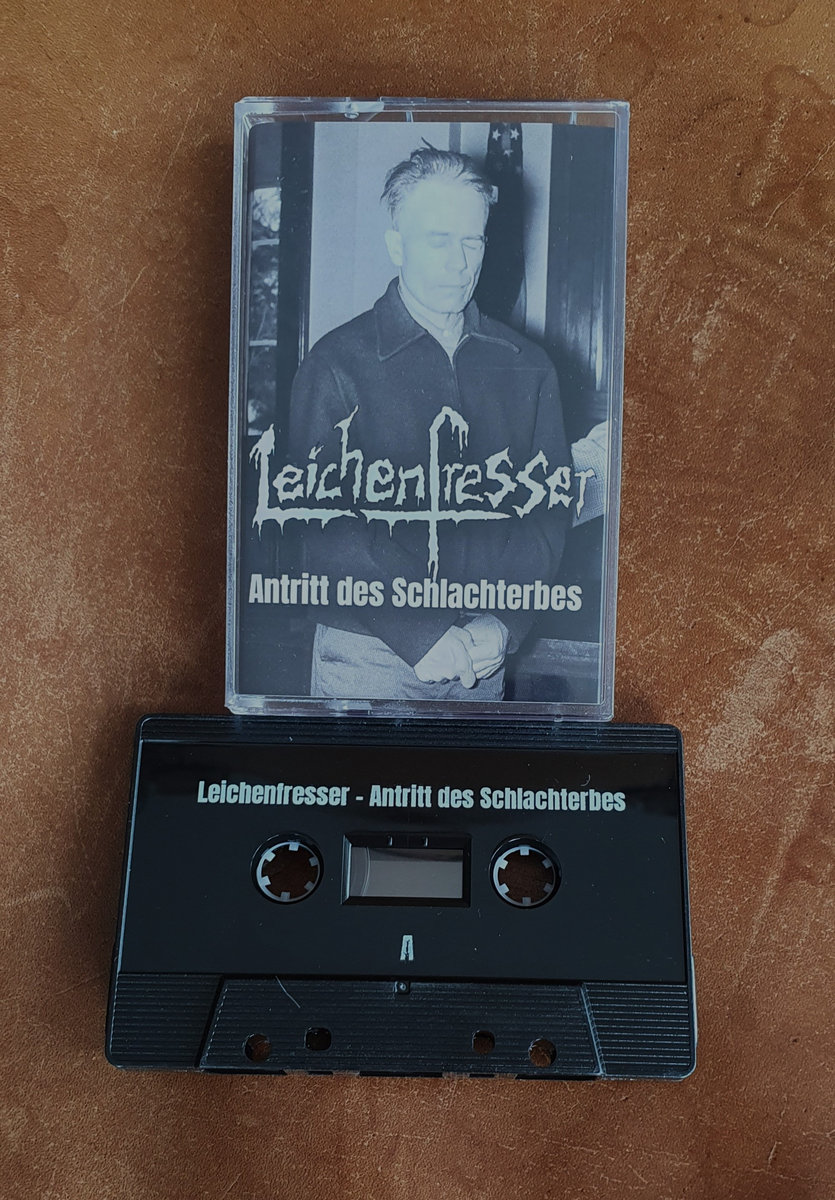 Leichenfresser
Antritt des Schlachterbes
Leichenfresser - Antritt des Schlachterbes
A